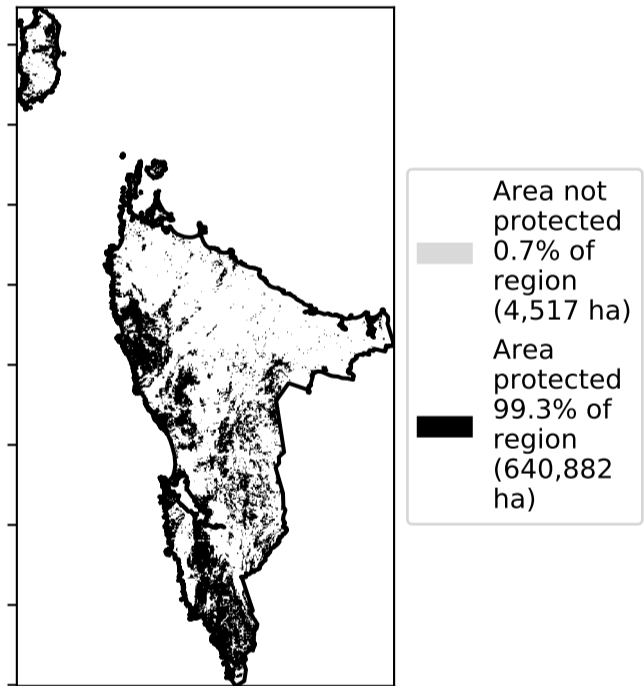 Area not
protected
0.7% of
region
(4,517 ha)
Area
protected
99.3% of
region
(640,882
ha)